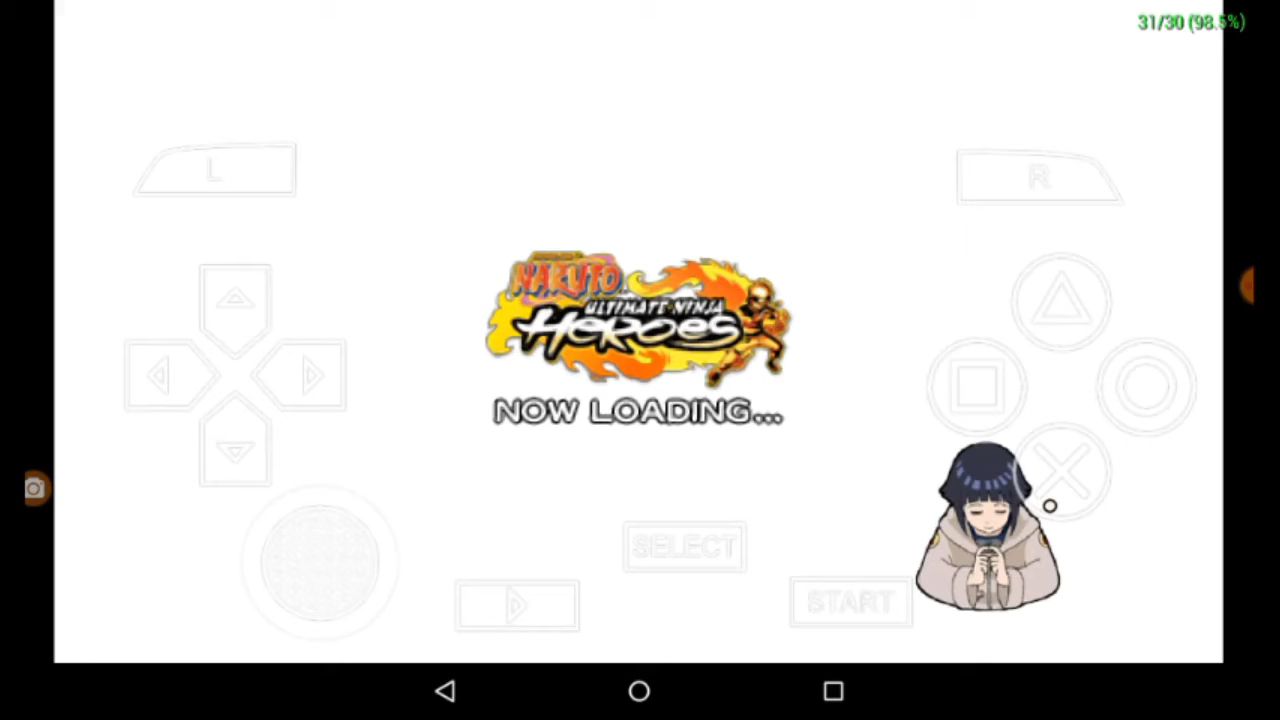 31/30 (98.5%)
L
R
NARUTO
ULTIMATE NINJA
HEROES
NOW LOADING...
SELECT
START